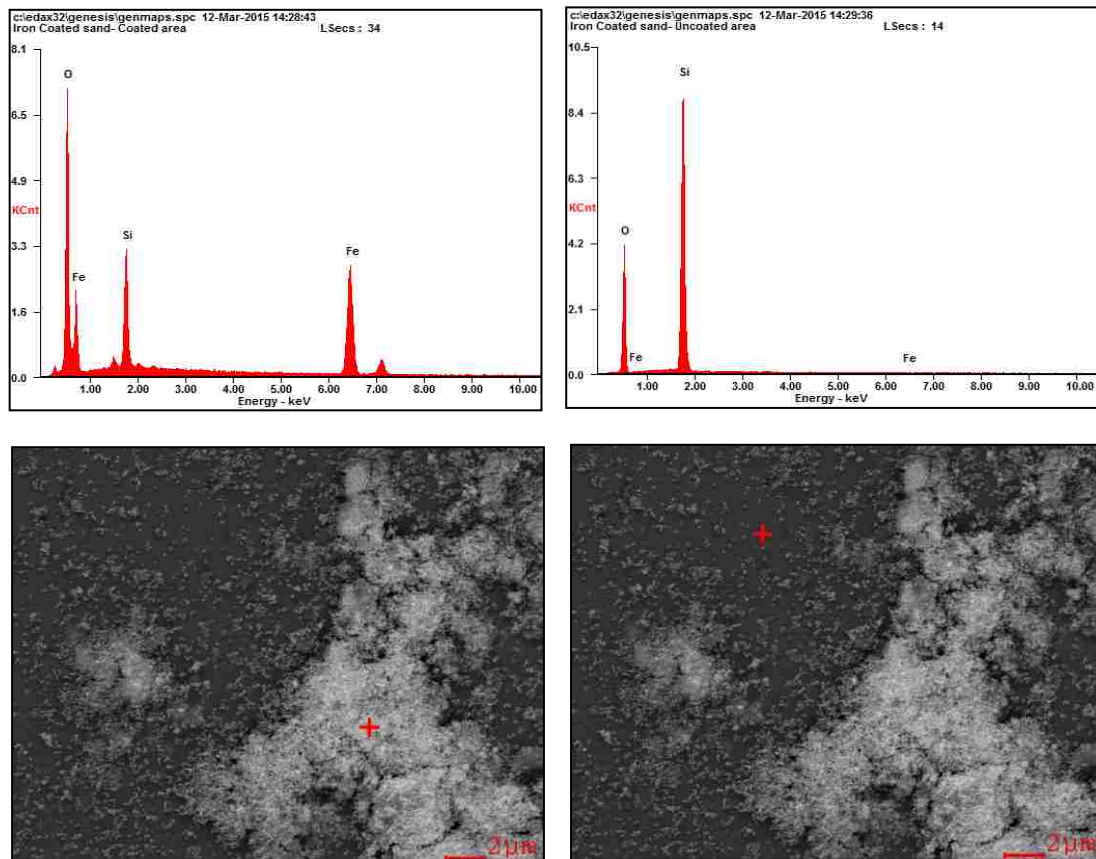 c:\edax32\genesis\genmaps.spc 12-Mar-2015 14:28:43
Iron Coated sand- Coated area LSecs : 34
8.1
O
6.5
4.9
KCnt
Si
3.3
Fe
Fe
1.6
0.0
1.00 2.00 3.00 4.00 5.00 6.00 7.00 8.00 9.00 10.00
Energy - keV
c:\edax32\genesis\genmaps.spc 12-Mar-2015 14:29:36
Iron Coated sand- Uncoated area LSecs : 14
10.5
Si
8.4
6.3
KCnt
O
4.2
2.1
Fe
Fe
0.0
1.00 2.00 3.00 4.00 5.00 6.00 7.00 8.00 9.00 10.00
Energy - keV
2µm
2µm